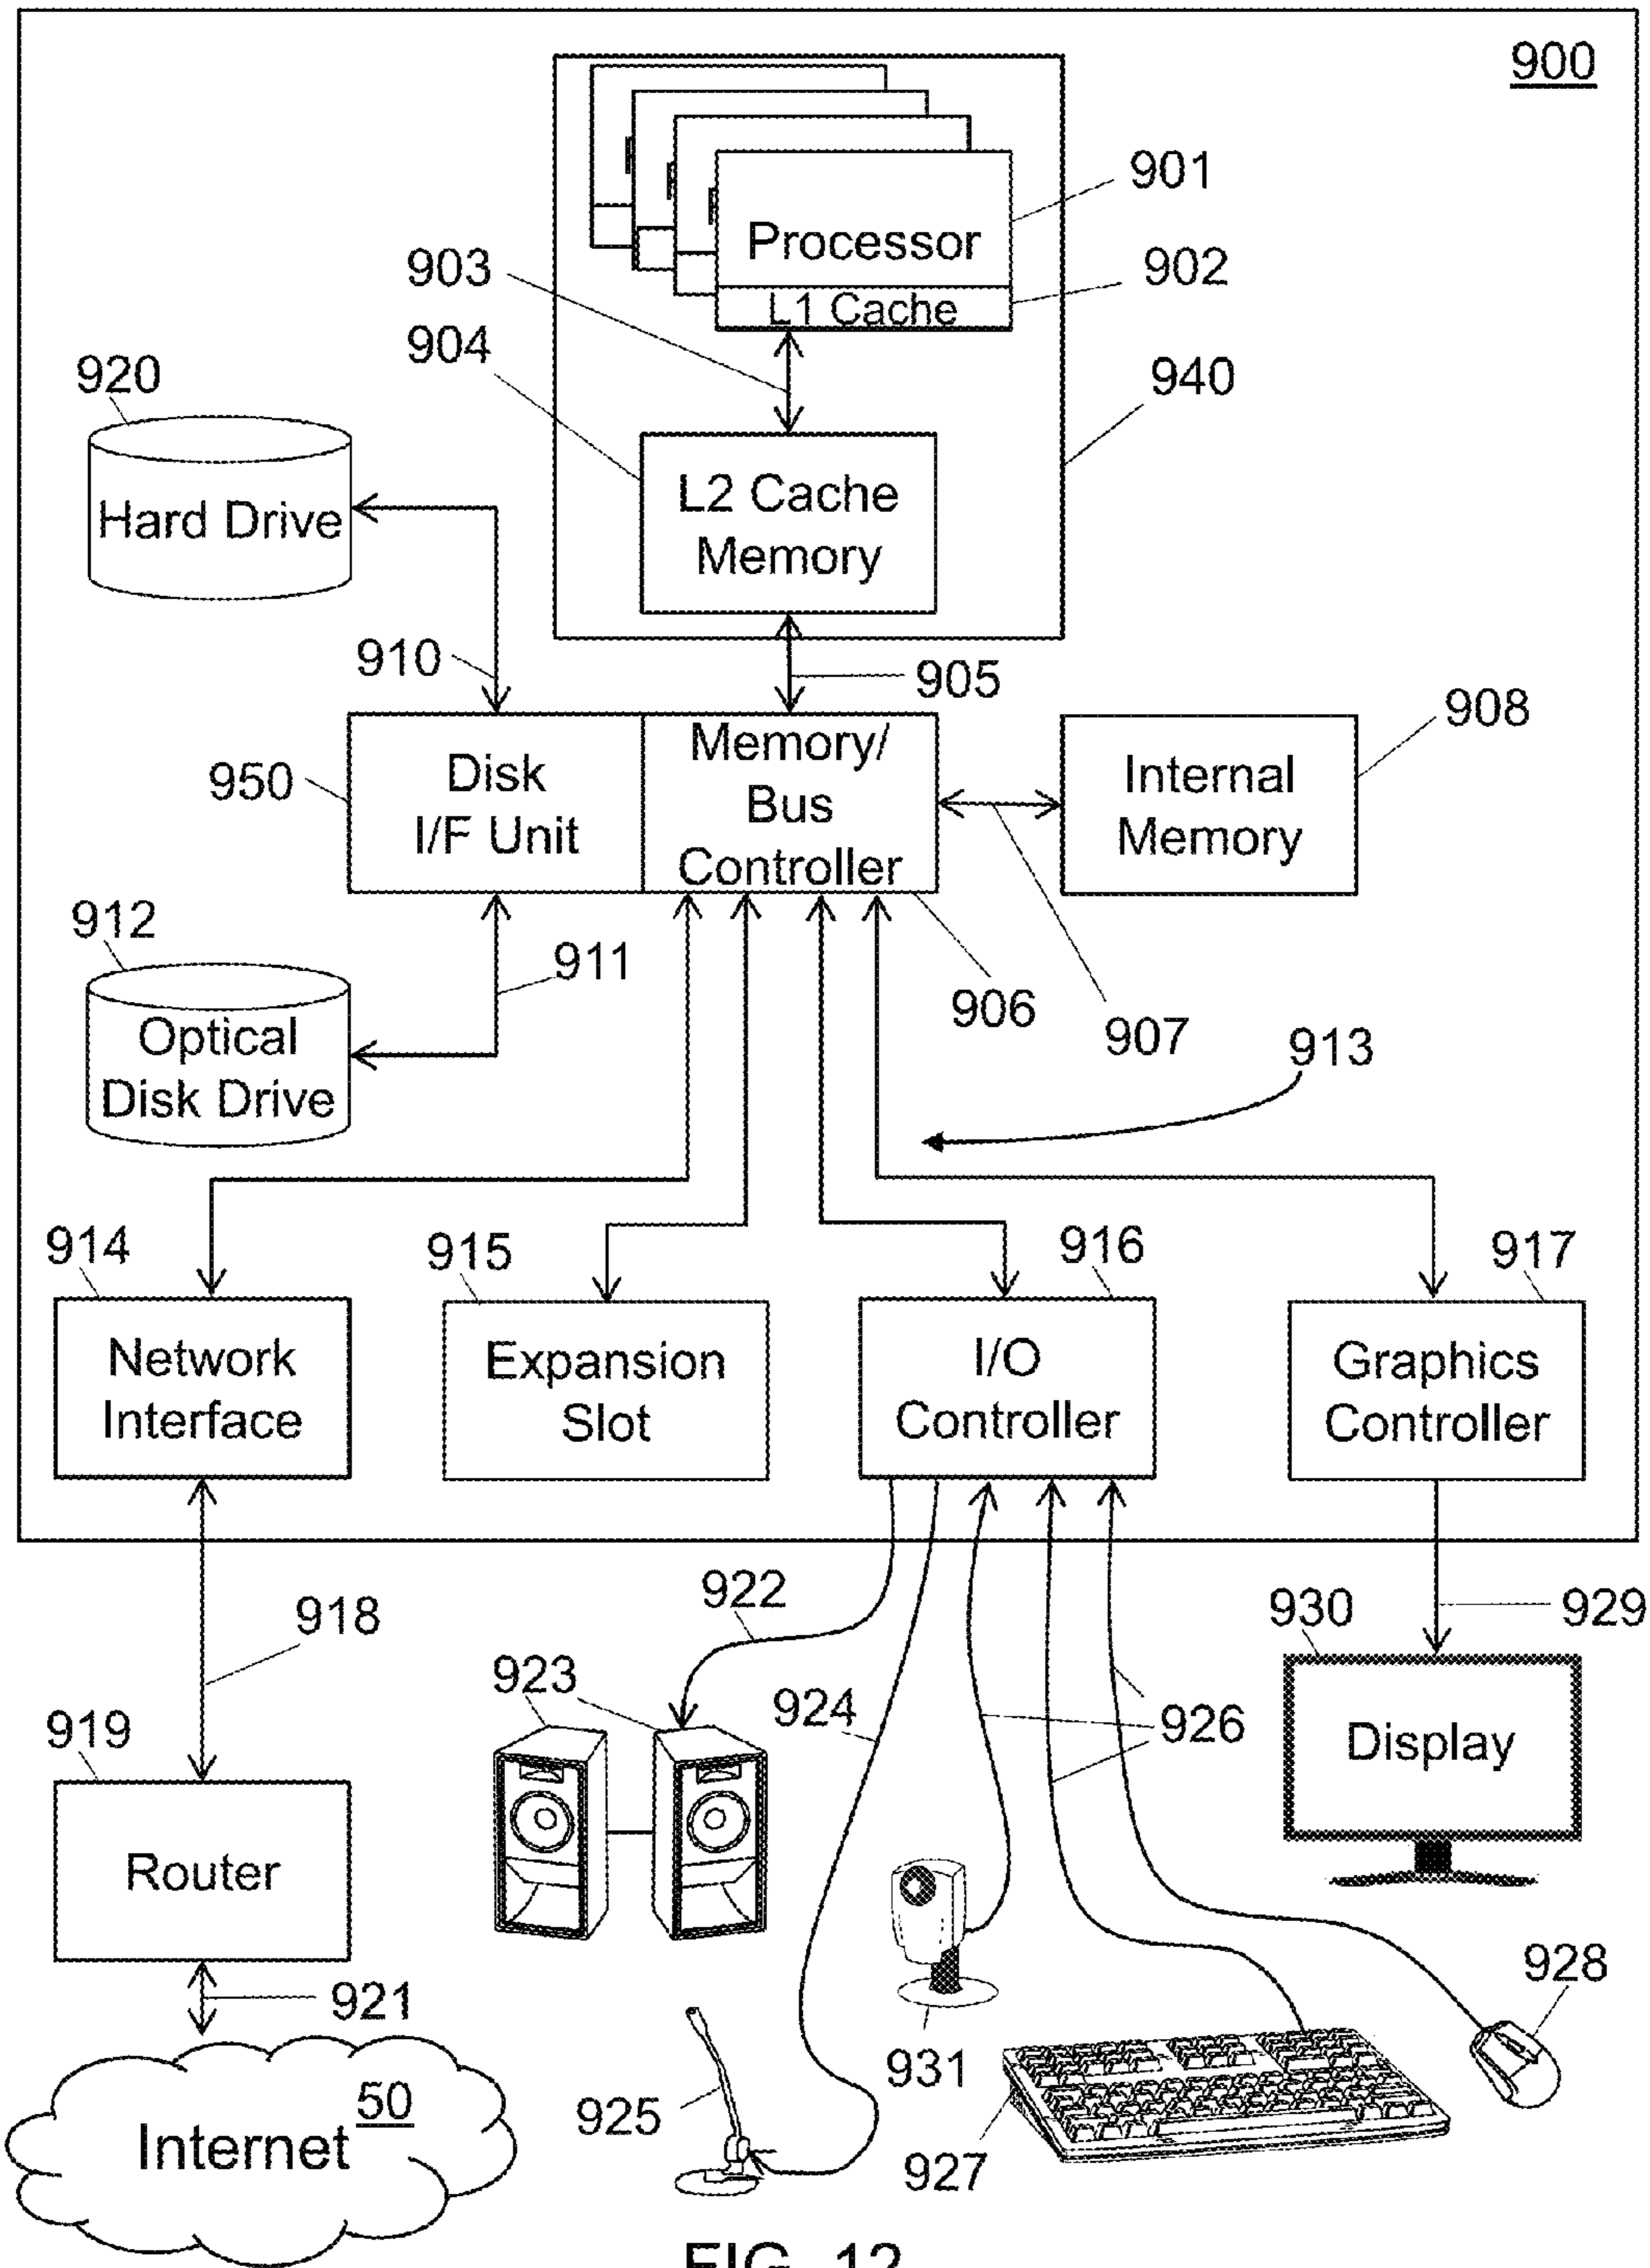 900
901
Processor
902
903
L1 Cache
904
940
920
L2 Cache
Memory
Hard Drive
910
905
908
950
Disk
I/F Unit
Memory/
Bus
Controller
Internal
Memory
912
911
906
907
913
Optical
Disk Drive
914
915
916
917
Network
Interface
Expansion
Slot
I/O
Controller
Graphics
Controller
918
922
930
929
923
924
926
919
Display
Router
921
928
50
Internet
925
931
927
FIG. 12